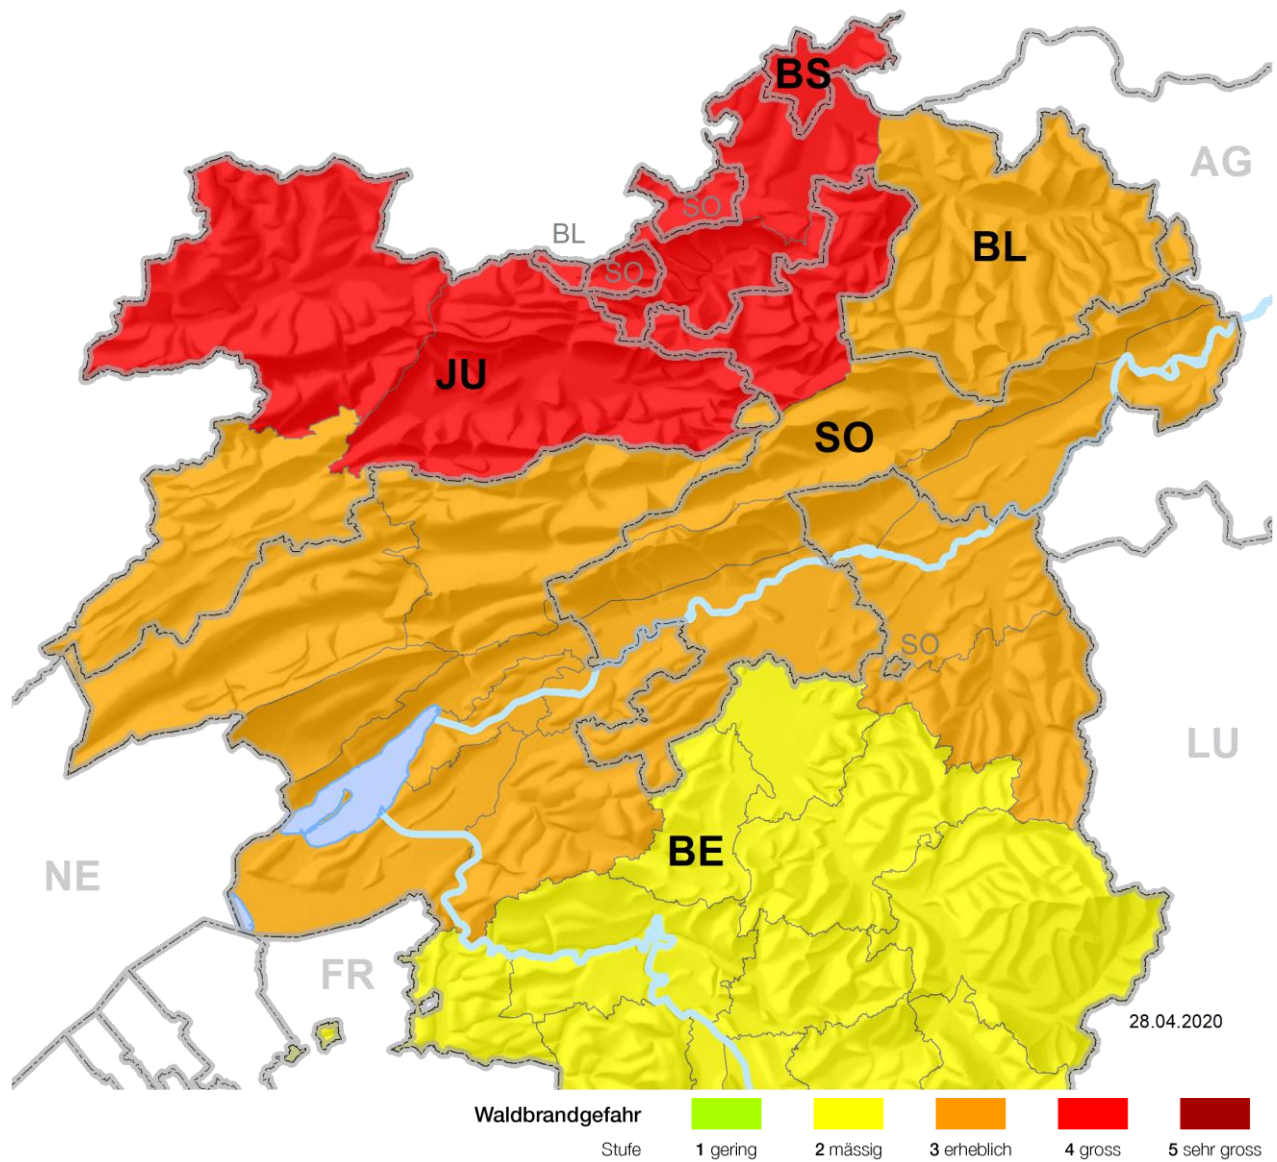 BS
AG
SO
BL
BL
SO
JU
SO
SO
LU
BE
NE
FR
28.04.2020
Waldbrandgefahr
Stufe 1 gering 2 mässig 3 erheblich 4 gross 5 sehr gross